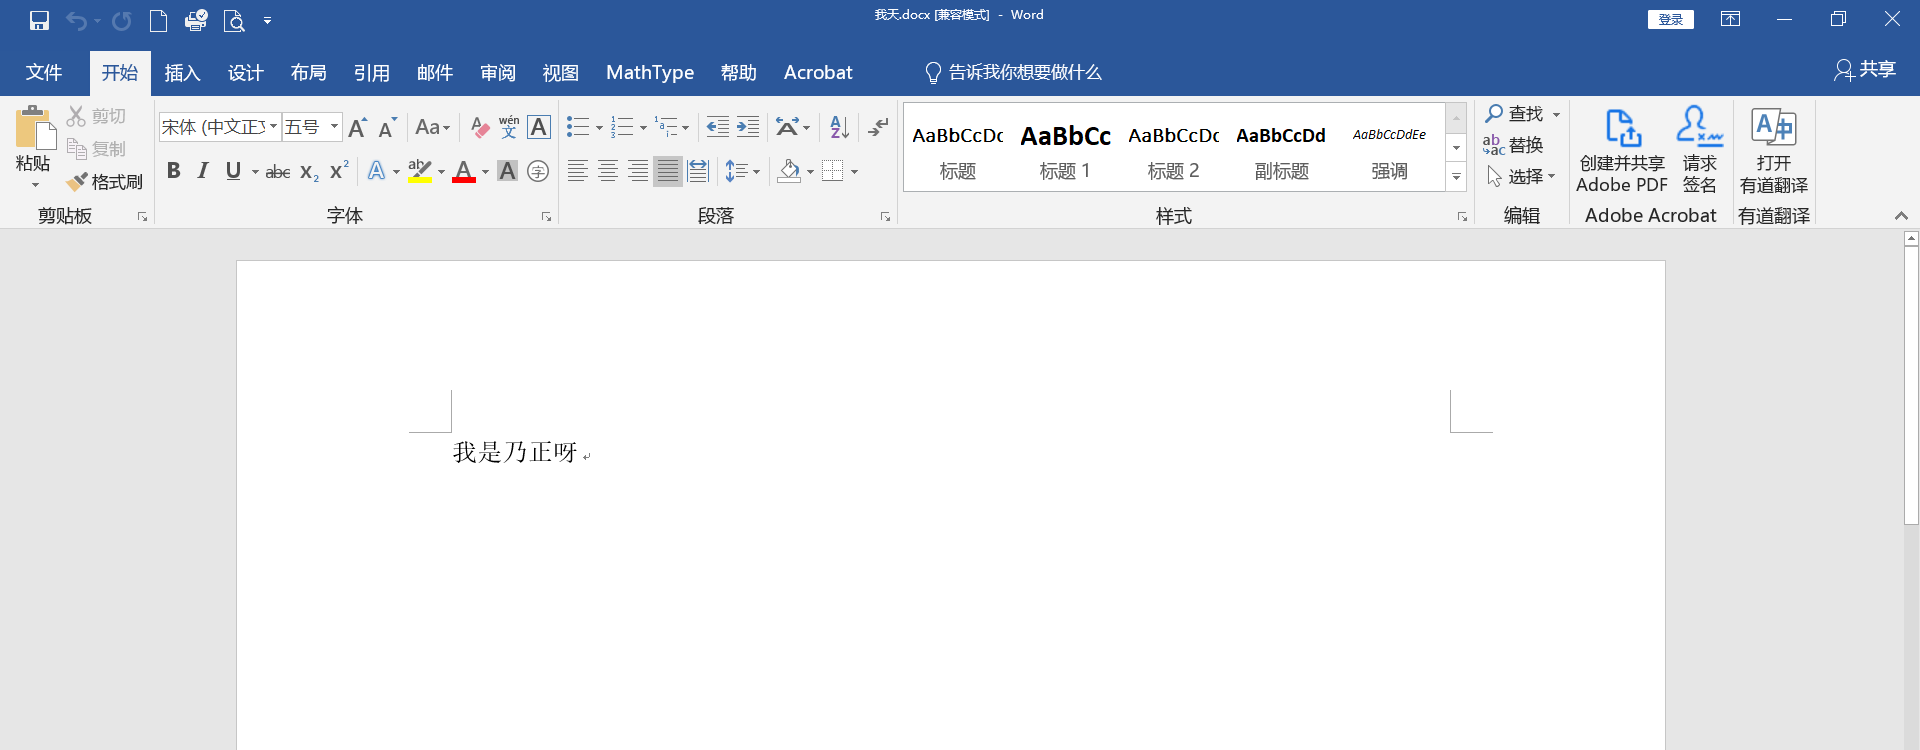 我天.docx [兼容模式] - Word
登录
文件 开始 插入 设计 布局 引用 邮件 审阅 视图 MathType 帮助 Acrobat 告诉我你想要做什么 共享
粘贴
剪切
复制
格式刷
剪贴板
宋体 (中文正文 五号 A A Aa A wén 文 A
B I U abc X₂ X² A ab A A 字
字体
段落
AaBbCcDc 标题
AaBbCc 标题 1
AaBbCcDc 标题 2
AaBbCcDd 副标题
AaBbCcDdEe 强调
样式
查找
替换
选择
编辑
创建并共享
Adobe PDF
请求
签名
Adobe Acrobat
打开
有道翻译
有道翻译
我是乃正呀